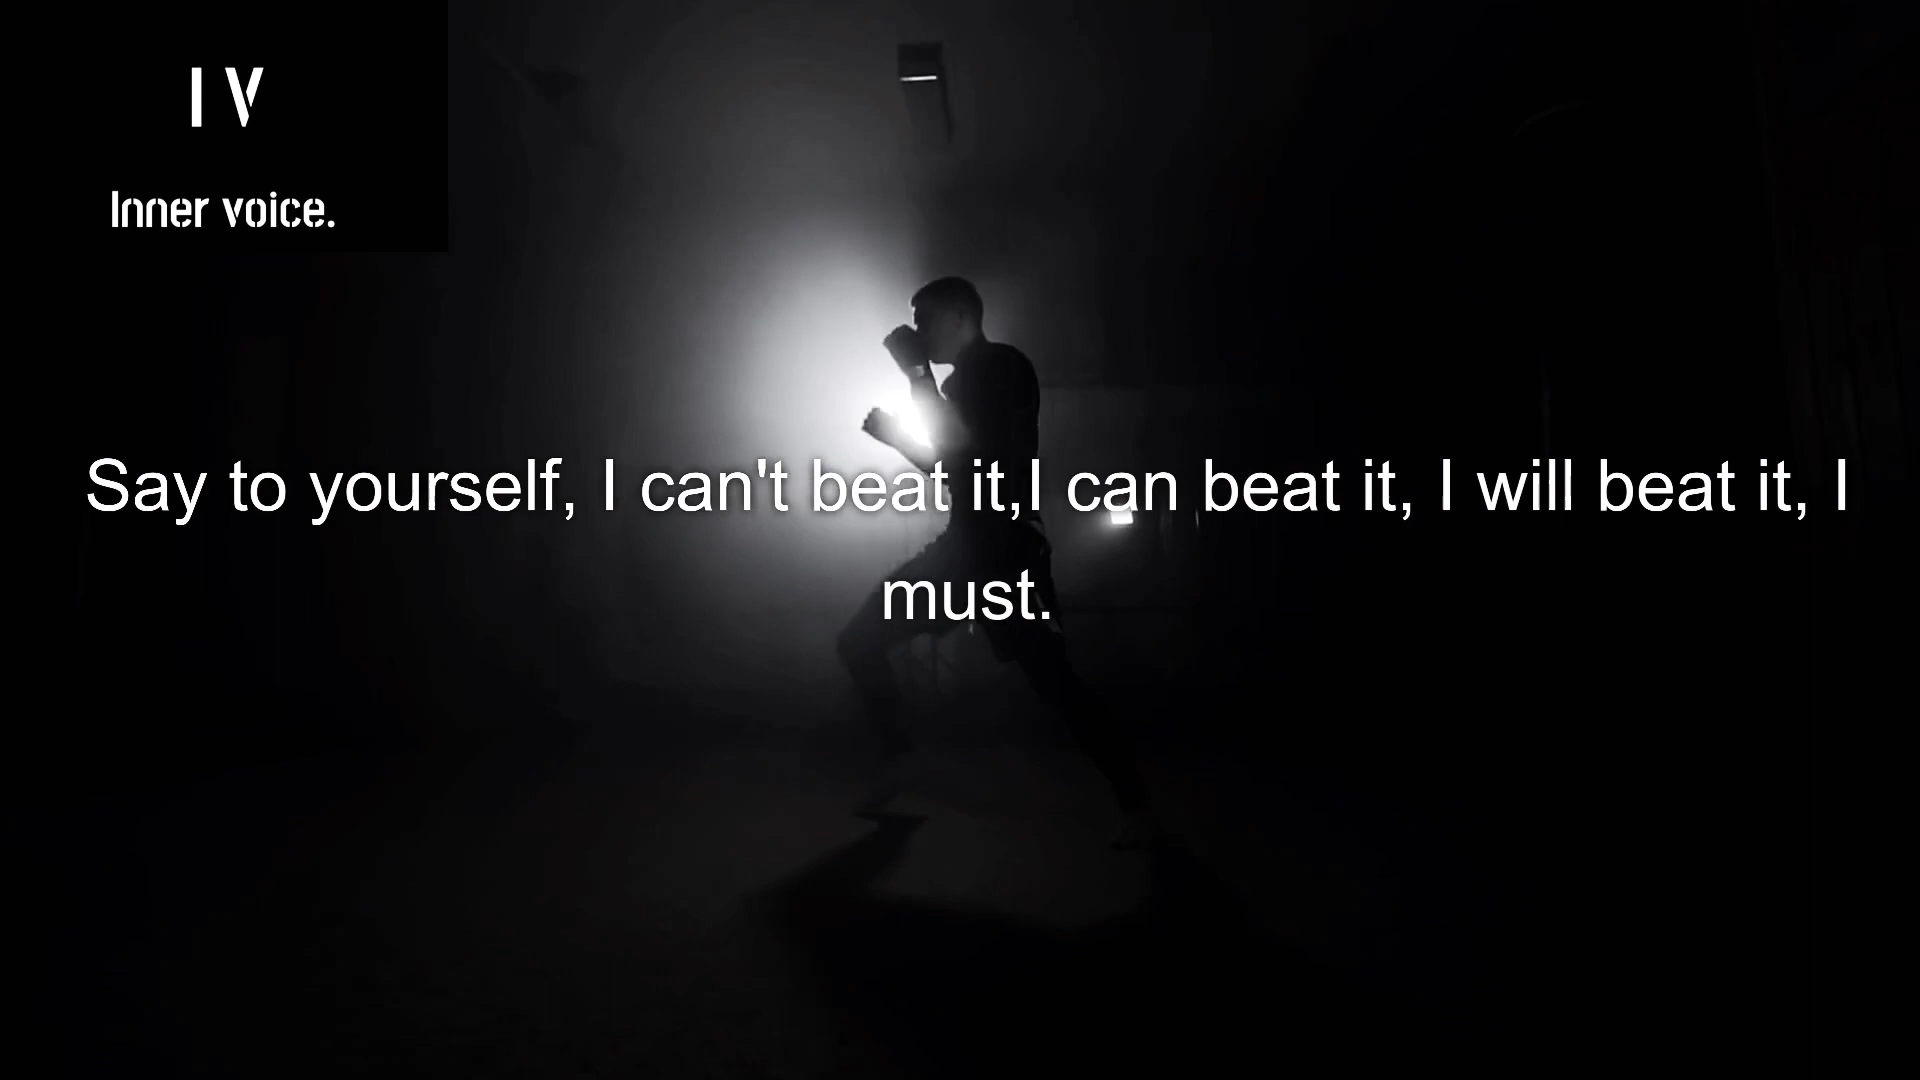 I V
Inner voice.
Say to yourself, I can't beat it,I can beat it, I will beat it, I
must.